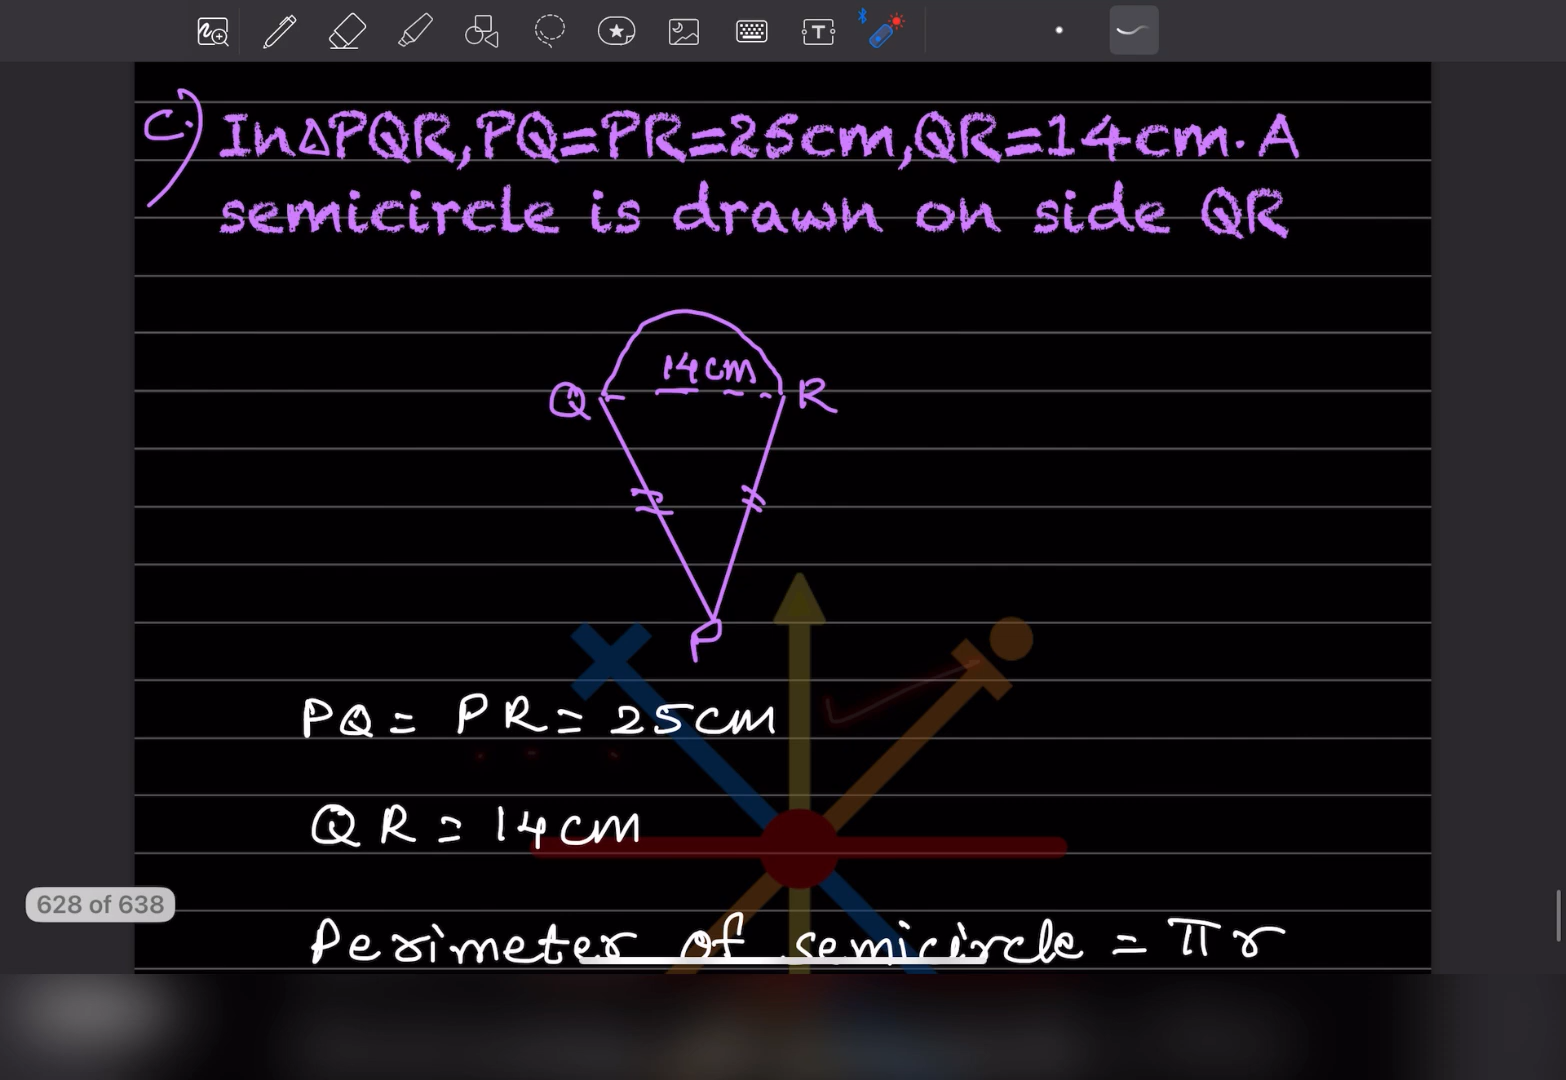 C.) In△PQR,PQ=PR=25cm,QR=14cm. A
semicircle is drawn on side QR
14cm
Q R
P
PQ = PR = 25cm
QR = 14cm
628 of 638
Perimeter of semicircle = πr